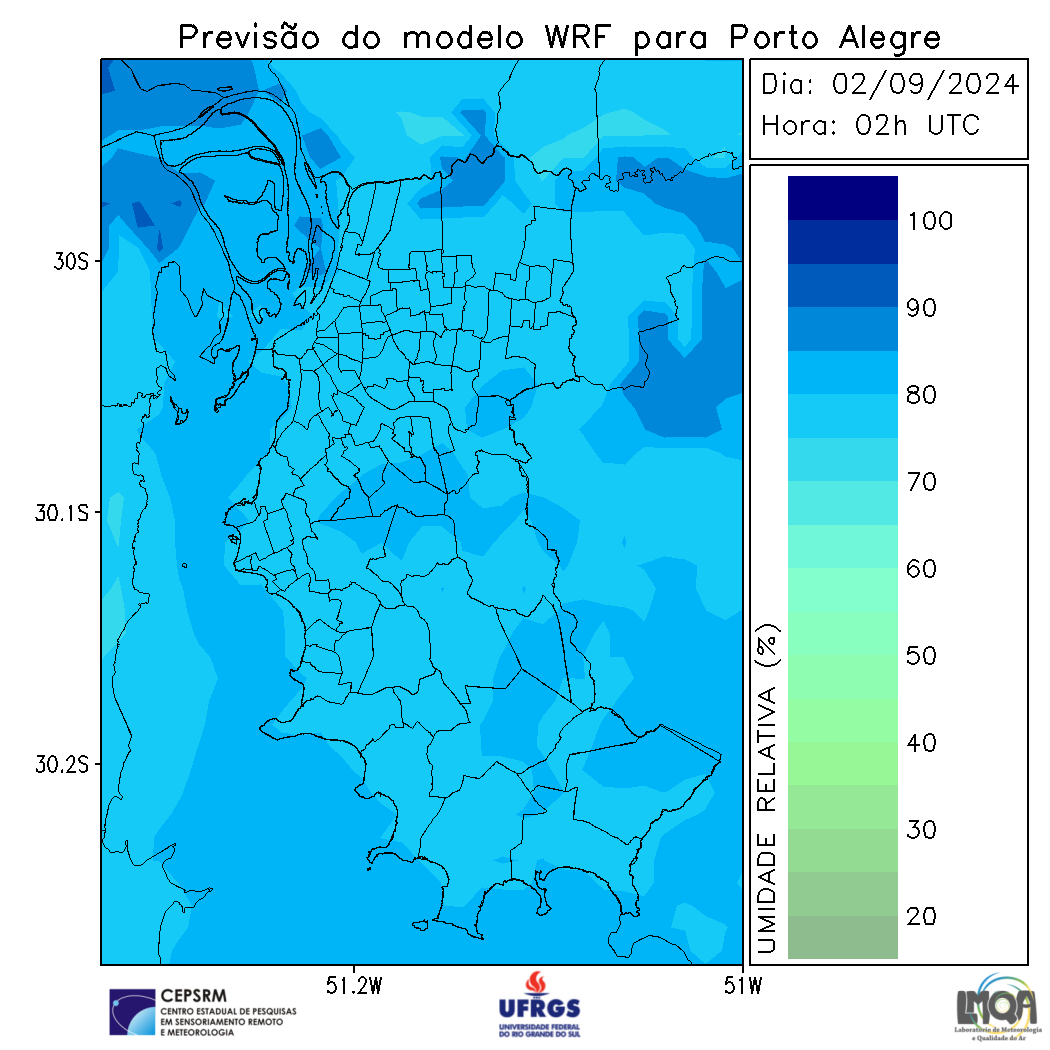 Previsão do modelo WRF para Porto Alegre
Dia: 02/09/2024
Hora: 02h UTC
30S
30.1S
30.2S
51.2W
51W
UMIDADE RELATIVA (%)
100
90
80
70
60
50
40
30
20
CEPSRM
CENTRO ESTADUAL DE PESQUISAS
EM SENSORIAMENTO REMOTO
E METEOROLOGIA
UFRGS
UNIVERSIDADE FEDERAL
DO RIO GRANDE DO SUL
LMQA
Laboratório de Meteorologia
e Qualidade do Ar